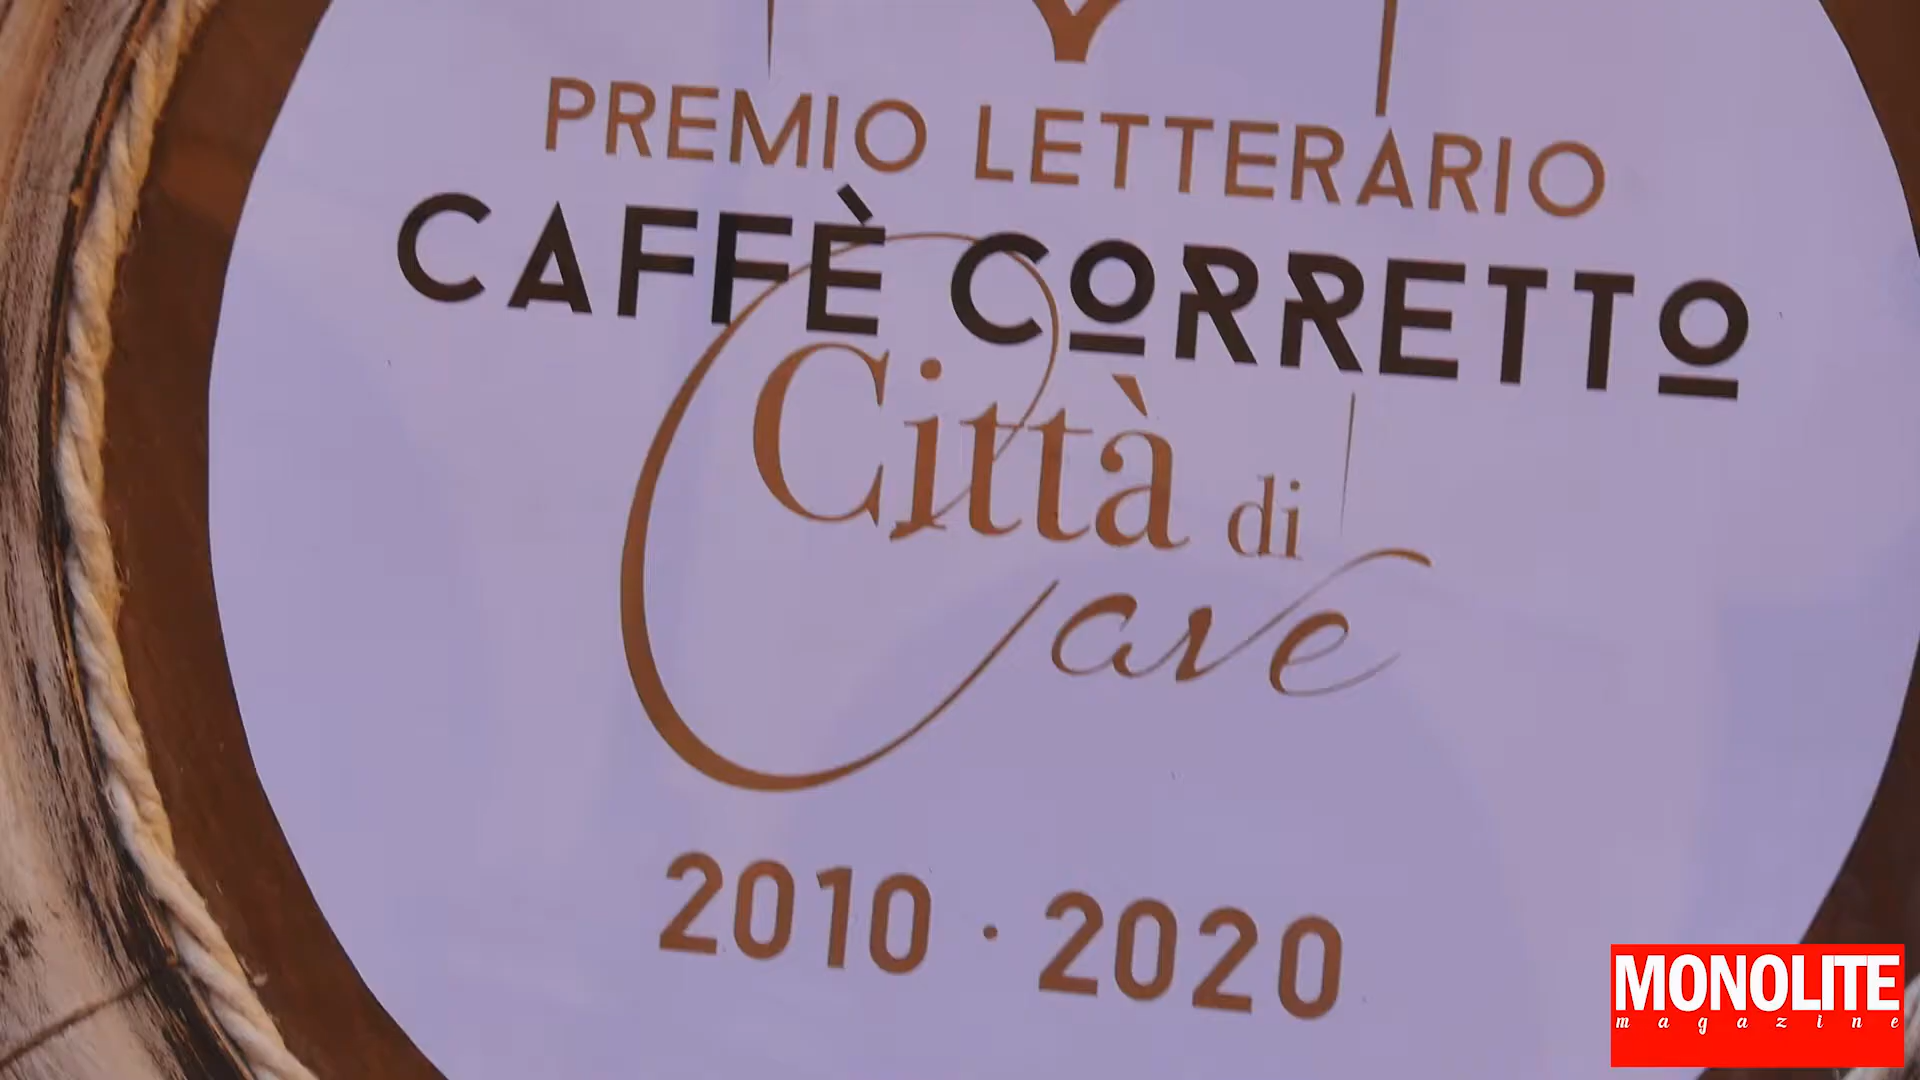 PREMIO LETTERARIO
CAFFÈ CORRETTO
Città di
Cave
2010 · 2020
MONOLITE
magazine